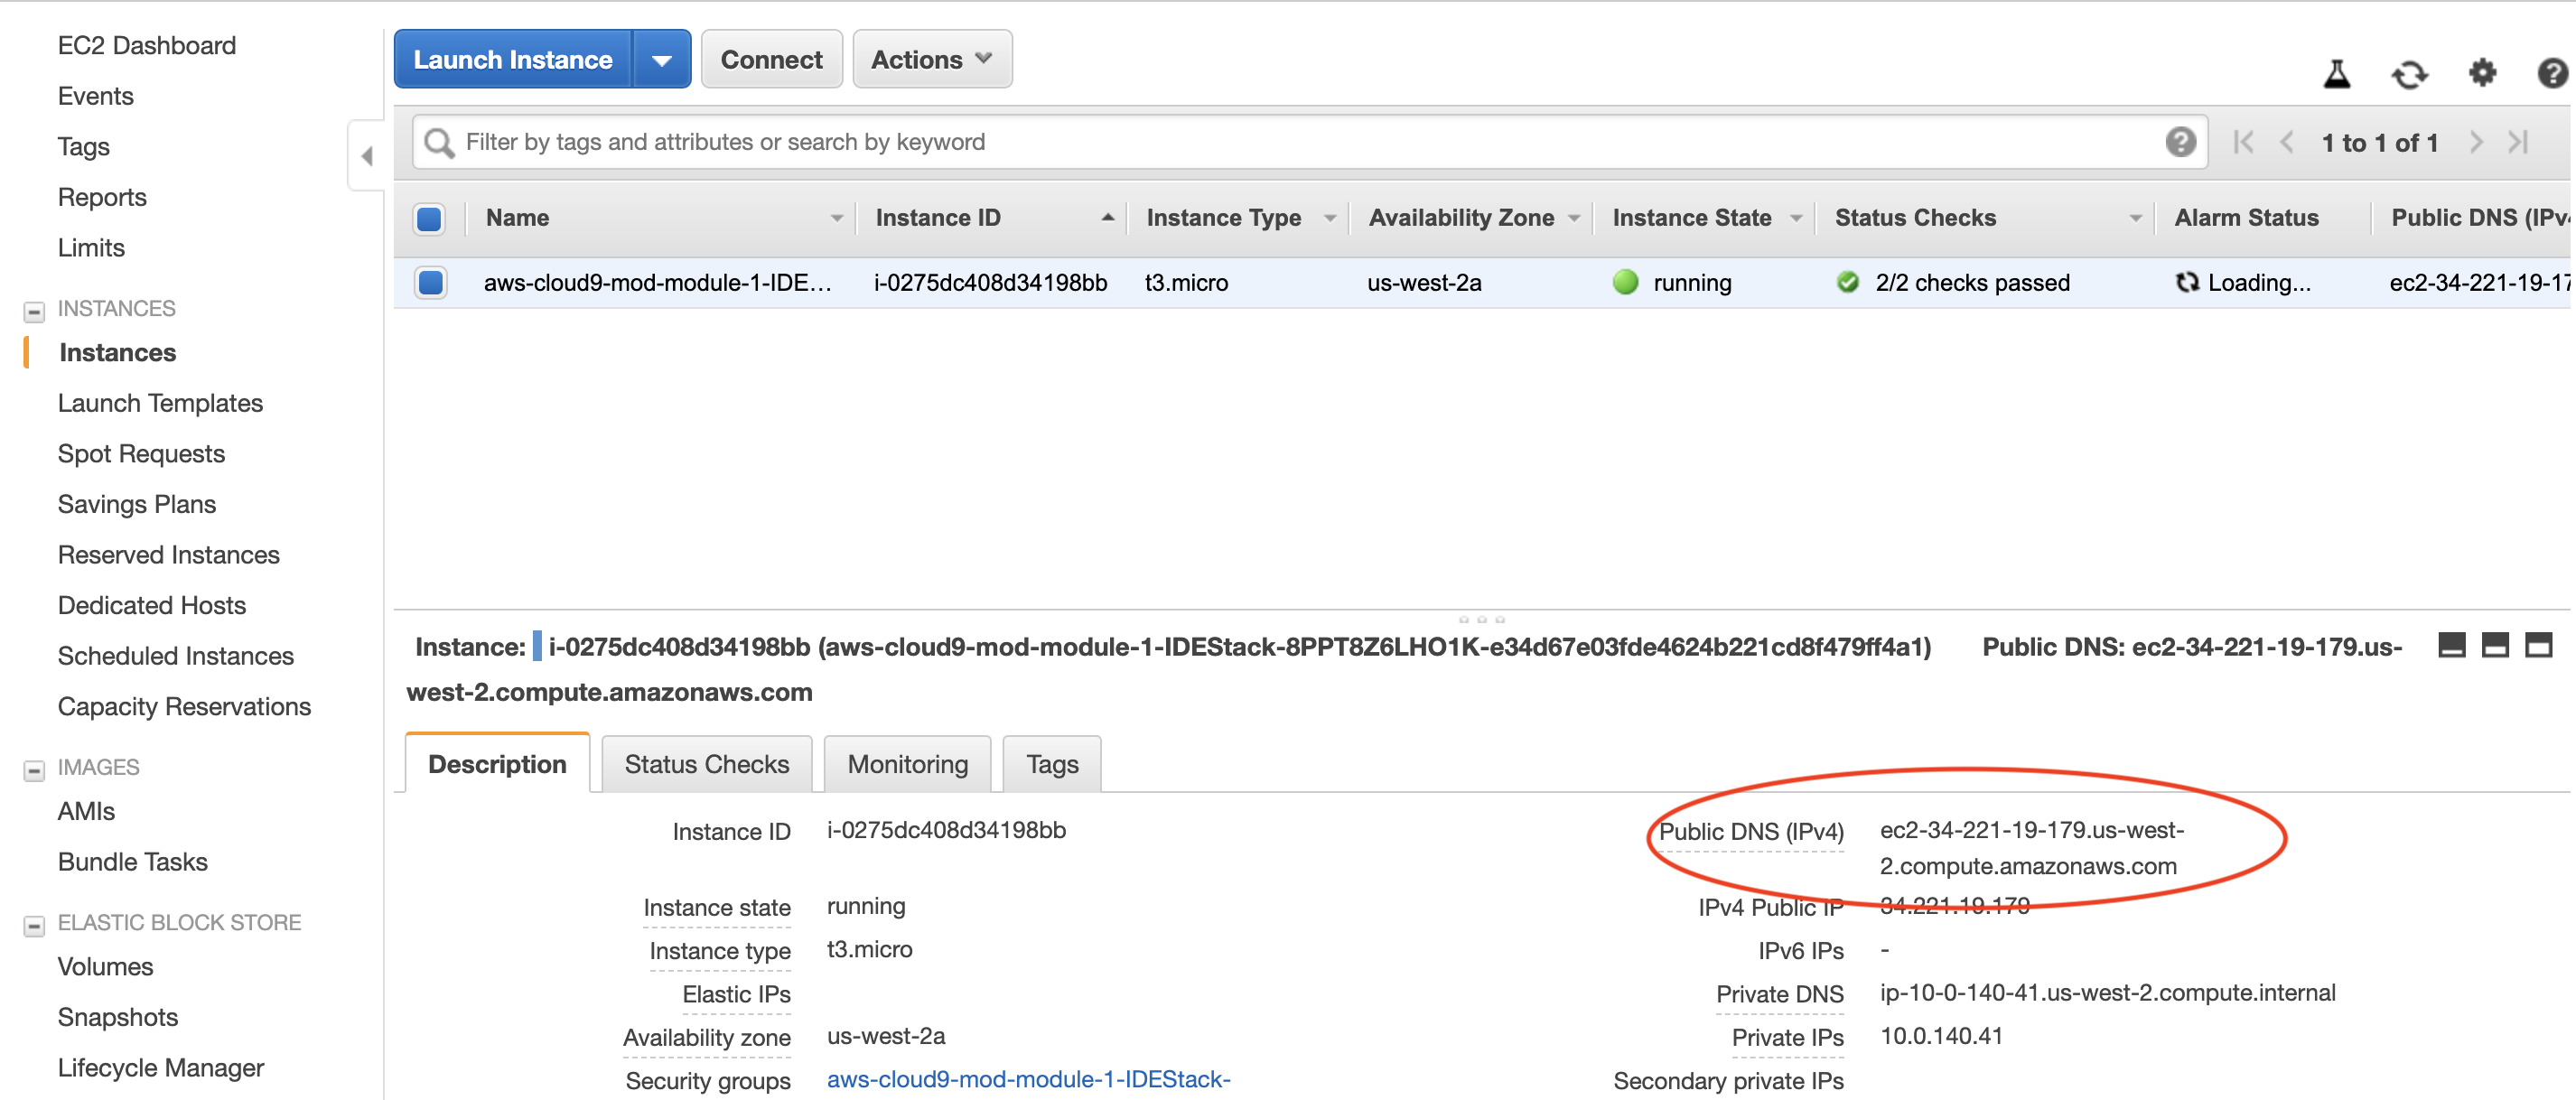 EC2 Dashboard
Events
Tags
Reports
Limits
INSTANCES
Instances
Launch Templates
Spot Requests
Savings Plans
Reserved Instances
Dedicated Hosts
Scheduled Instances
Capacity Reservations
IMAGES
AMIs
Bundle Tasks
ELASTIC BLOCK STORE
Volumes
Snapshots
Lifecycle Manager
Launch Instance Connect Actions
Filter by tags and attributes or search by keyword 1 to 1 of 1
Name Instance ID Instance Type Availability Zone Instance State Status Checks Alarm Status Public DNS (IPv4
aws-cloud9-mod-module-1-IDE... i-0275dc408d34198bb t3.micro us-west-2a running 2/2 checks passed Loading... ec2-34-221-19-17
Instance: i-0275dc408d34198bb (aws-cloud9-mod-module-1-IDEStack-8PPT8Z6LHO1K-e34d67e03fde4624b221cd8f479ff4a1) Public DNS: ec2-34-221-19-179.us-
west-2.compute.amazonaws.com
Description Status Checks Monitoring Tags
Instance ID i-0275dc408d34198bb
Instance state running
Instance type t3.micro
Elastic IPs
Availability zone us-west-2a
Security groups aws-cloud9-mod-module-1-IDEStack-
Public DNS (IPv4) ec2-34-221-19-179.us-west-
2.compute.amazonaws.com
IPv4 Public IP 34.221.19.179
IPv6 IPs -
Private DNS ip-10-0-140-41.us-west-2.compute.internal
Private IPs 10.0.140.41
Secondary private IPs